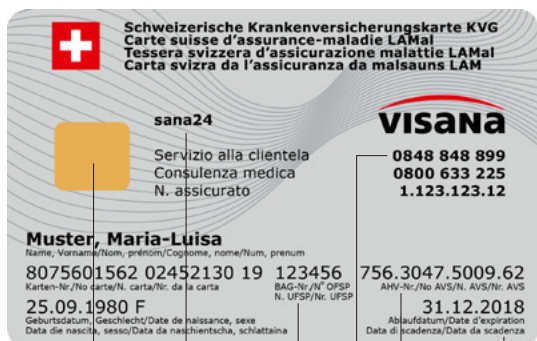 Schweizerische Krankenversicherungskarte KVG
Carte suisse d'assurance-maladie LAMal
Tessera svizzera d'assicurazione malattie LAMal
Carta svizra da l'assicuranza da malsauns LAM
sana24
visana
Servizio alla clientela 0848 848 899
Consulenza medica 0800 633 225
N. assicurato 1.123.123.12
Muster, Maria-Luisa
Name, Vorname/Nom, prénom/Cognome, nome/Num, prenum
8075601562 02452130 19 123456 756.3047.5009.62
Karten-Nr./No carte/N. carta/Nr. da la carta BAG-Nr./N° OFSP AHV-Nr./No AVS/N. AVS/Nr. AVS
N. UFSP/Nr. UFSP
25.09.1980 F 31.12.2018
Geburtsdatum, Geschlecht/Date de naissance, sexe Ablaufdatum/Date d'expiration
Data die nascita, sesso/Data da naschientscha, schlattaina Data di scadenza/Data da scadenza